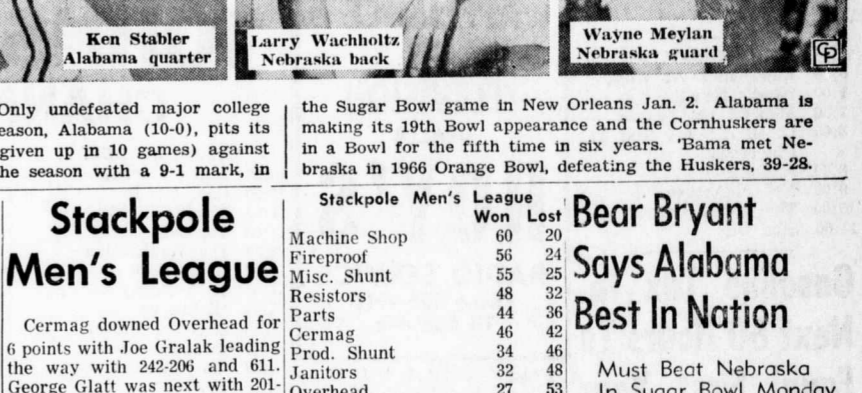 Ken Stabler
Alabama quarter
Larry Wachholtz
Nebraska back
Wayne Meylan
Nebraska guard
CP
Only undefeated major college
eason, Alabama (10-0), pits its
given up in 10 games) against
he season with a 9-1 mark, in
the Sugar Bowl game in New Orleans Jan. 2. Alabama is
making its 19th Bowl appearance and the Cornhuskers are
in a Bowl for the fifth time in six years. 'Bama met Ne-
braska in 1966 Orange Bowl, defeating the Huskers, 39-28.
Stackpole
Men's League
Cermag downed Overhead for
6 points with Joe Gralak leading
the way with 242-206 and 611.
George Glatt was next with 201-
Stackpole Men's League
Won Lost
Machine Shop 60 20
Fireproof 56 24
Misc. Shunt 55 25
Resistors 48 32
Parts 44 36
Cermag 46 42
Prod. Shunt 34 46
Janitors 32 48
Overhead 27 53
Bear Bryant
Says Alabama
Best In Nation
Must Beat Nebraska
In Sugar Bowl Monday